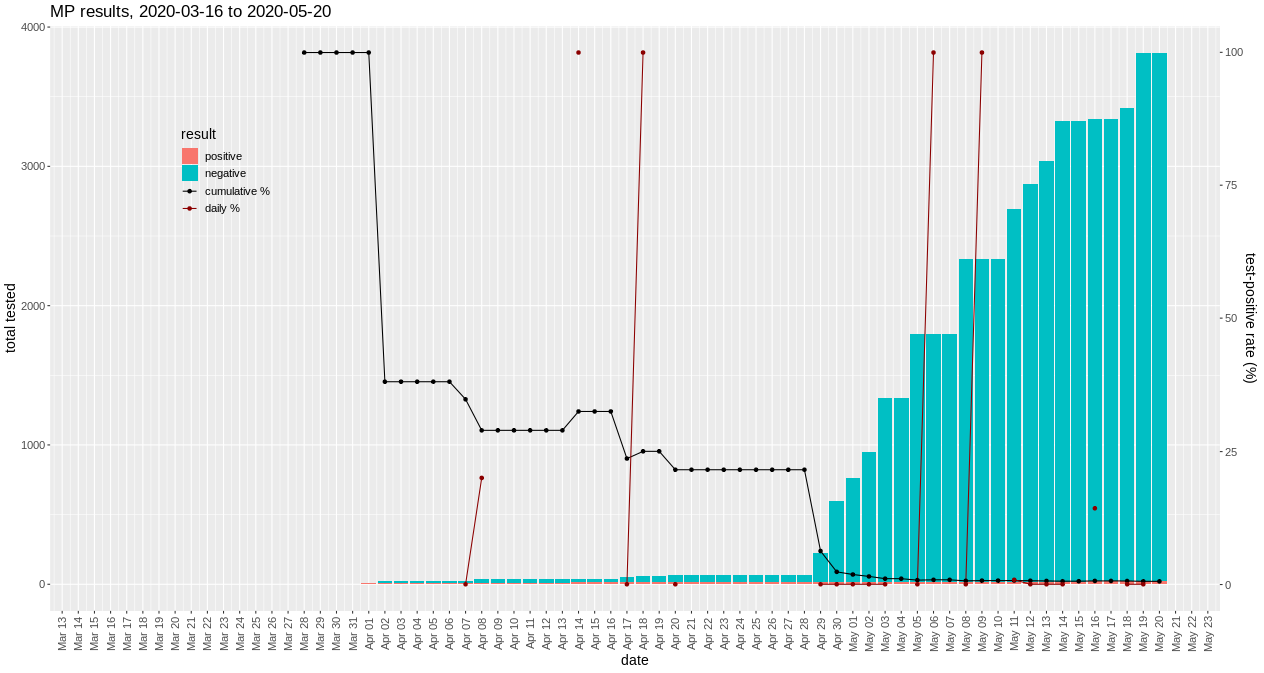 MP results, 2020-03-16 to 2020-05-20
4000
3000
2000
1000
0
total tested
result
positive
negative
cumulative %
daily %
100
75
50
25
0
test-positive rate (%)
Mar 13
Mar 14
Mar 15
Mar 16
Mar 17
Mar 18
Mar 19
Mar 20
Mar 21
Mar 22
Mar 23
Mar 24
Mar 25
Mar 26
Mar 27
Mar 28
Mar 29
Mar 30
Mar 31
Apr 01
Apr 02
Apr 03
Apr 04
Apr 05
Apr 06
Apr 07
Apr 08
Apr 09
Apr 10
Apr 11
Apr 12
Apr 13
Apr 14
Apr 15
Apr 16
Apr 17
Apr 18
Apr 19
Apr 20
Apr 21
Apr 22
Apr 23
Apr 24
Apr 25
Apr 26
Apr 27
Apr 28
Apr 29
Apr 30
May 01
May 02
May 03
May 04
May 05
May 06
May 07
May 08
May 09
May 10
May 11
May 12
May 13
May 14
May 15
May 16
May 17
May 18
May 19
May 20
May 21
May 22
May 23
date